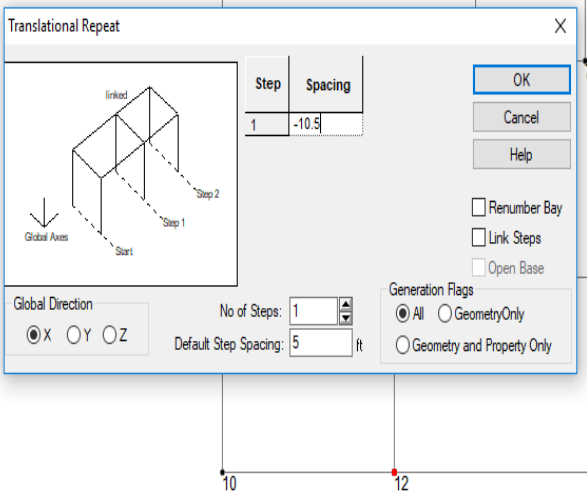 Translational Repeat
linked
Step 2
Step 1
Start
Global Axes
Step Spacing
1 -10.5
OK
Cancel
Help
Renumber Bay
Link Steps
Open Base
Global Direction
X Y Z
No of Steps: 1
Default Step Spacing: 5 ft
Generation Flags
All GeometryOnly
Geometry and Property Only
10 12